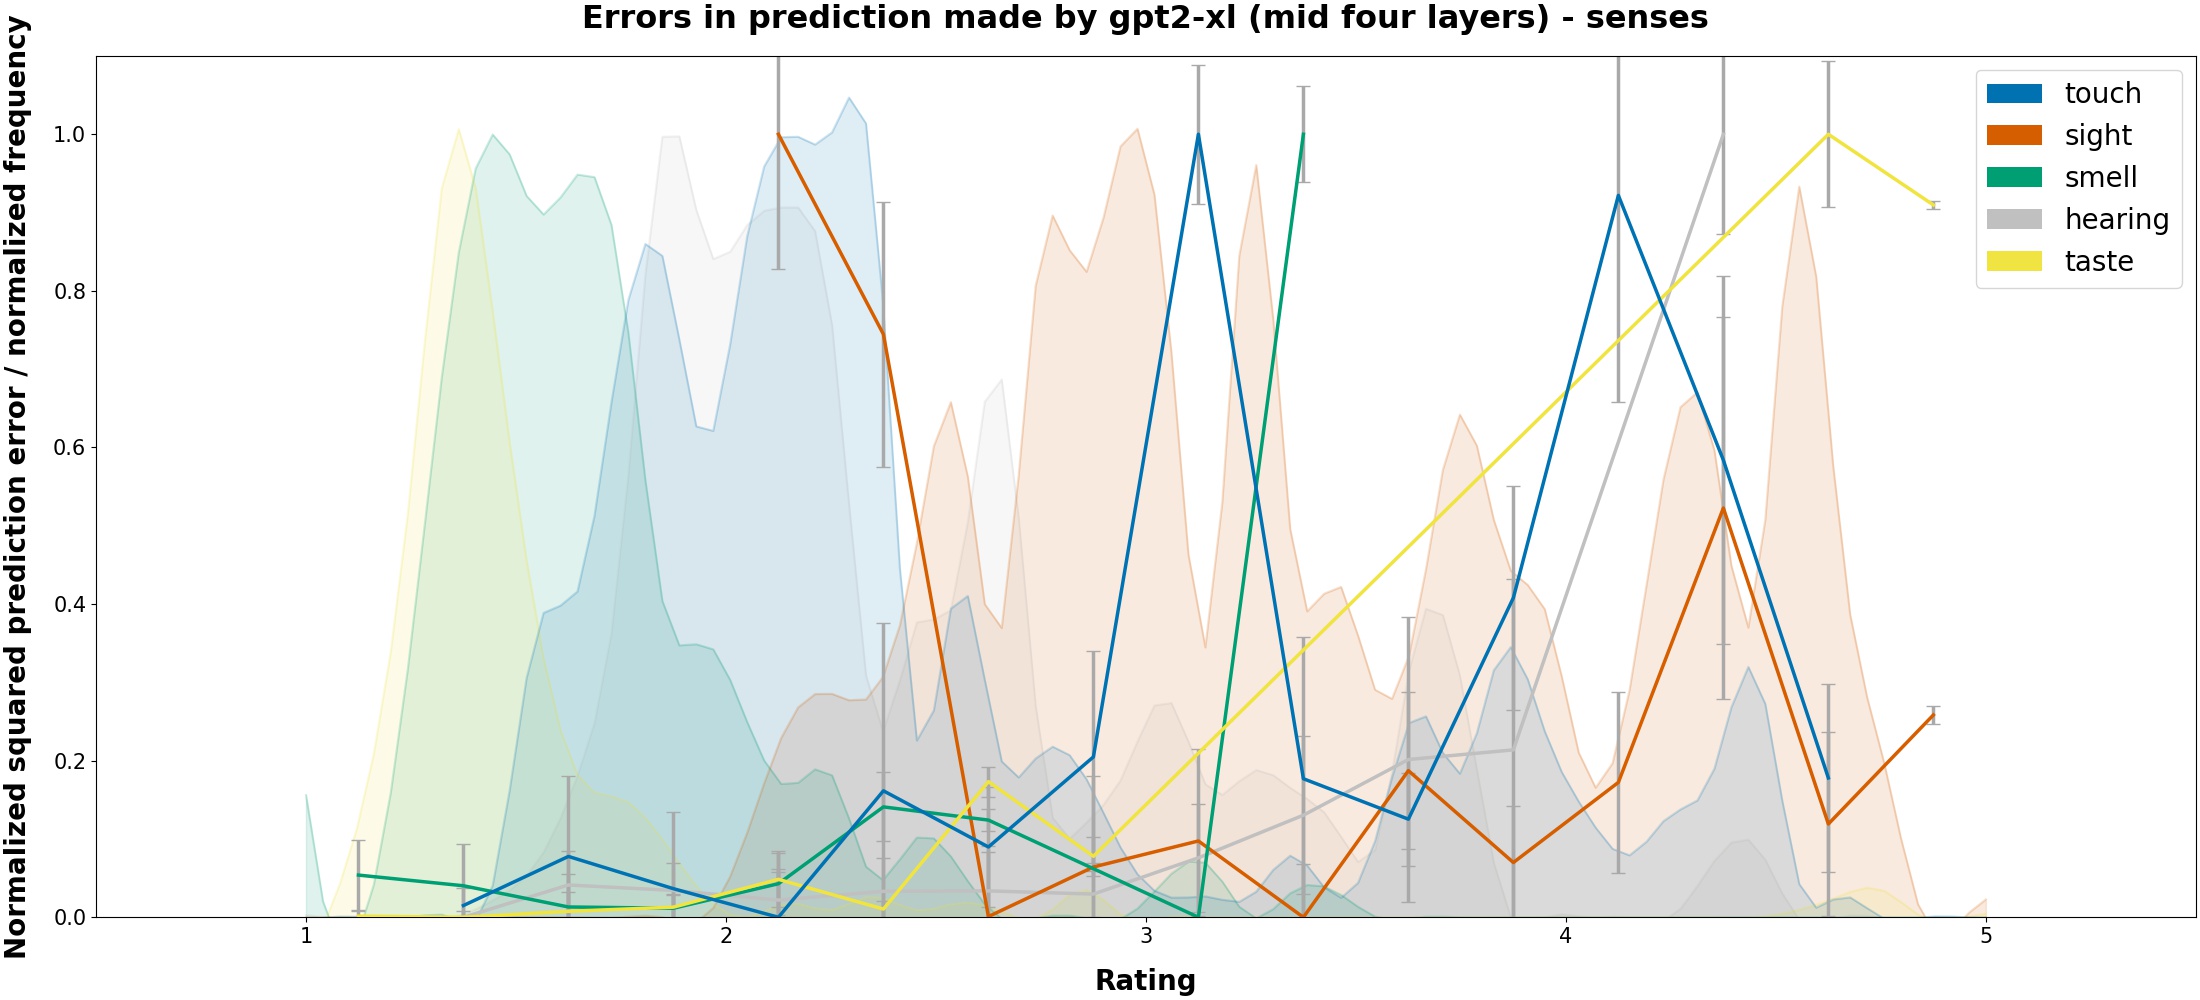 Errors in prediction made by gpt2-xl (mid four layers) - senses
Normalized squared prediction error / normalized frequency
1.0
0.8
0.6
0.4
0.2
0.0
touch
sight
smell
hearing
taste
1 2 3 4 5
Rating